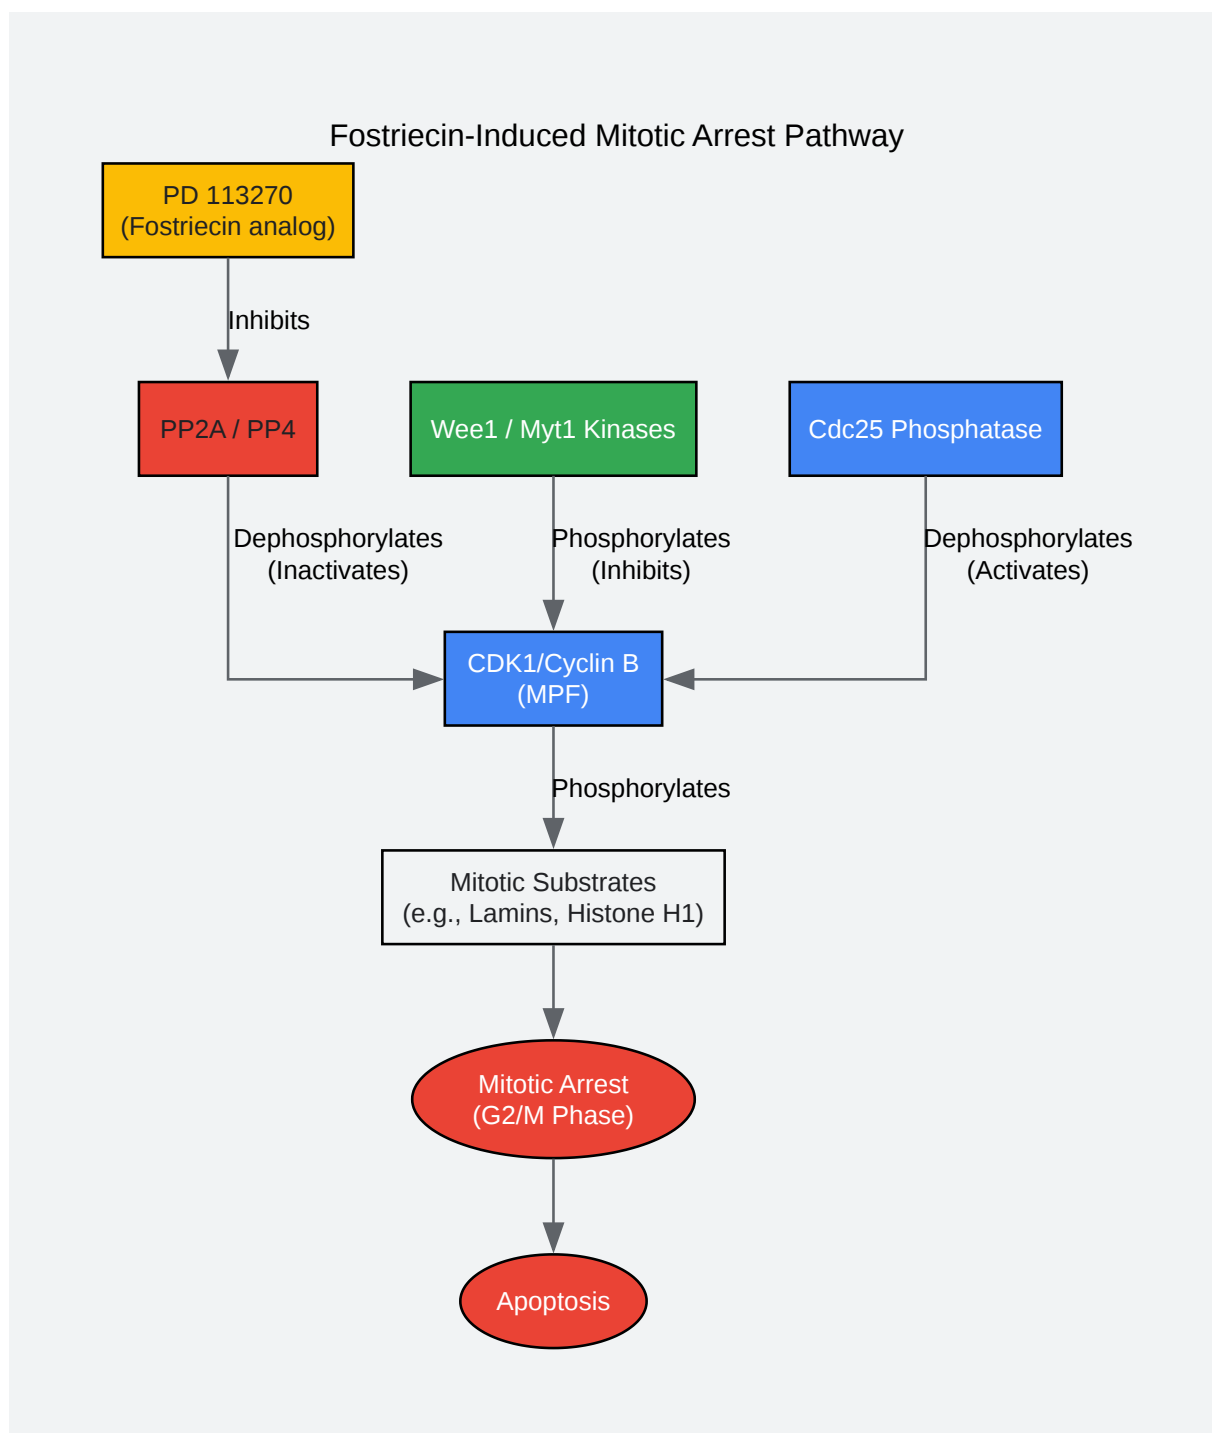 Fostriecin-Induced Mitotic Arrest Pathway
PD 113270
(Fostriecin analog)
Inhibits
PP2A / PP4
Wee1 / Myt1 Kinases
Cdc25 Phosphatase
Dephosphorylates
(Inactivates)
Phosphorylates
(Inhibits)
Dephosphorylates
(Activates)
CDK1/Cyclin B
(MPF)
Phosphorylates
Mitotic Substrates
(e.g., Lamins, Histone H1)
Mitotic Arrest
(G2/M Phase)
Apoptosis